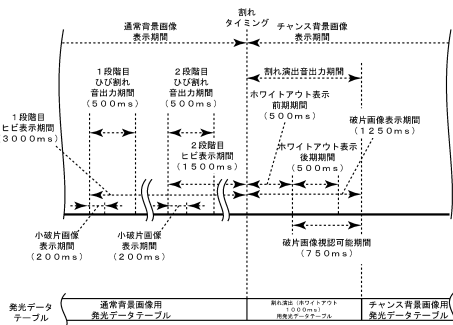 割れ
タイミング
通常背景画像
表示期間
チャンス背景画像
表示期間
1段階目
ひび割れ
音出力期間
(500ms)
2段階目
ひび割れ
音出力期間
(500ms)
割れ演出音出力期間
ホワイトアウト表示
前期期間
(500ms)
1段階目
ヒビ表示期間
3000ms)
2段階目
ヒビ表示期間
(1500ms)
破片画像表示期間
(1250ms)
ホワイトアウト表示
後期期間
(500ms)
小破片画像
表示期間
(200ms)
小破片画像
表示期間
(200ms)
破片画像視認可能期間
(750ms)
発光データ
テーブル
通常背景画像用
発光データテーブル
割れ演出(ホワイトアウト
1000ms)
用発光データテーブル
チャンス背景画像用
発光データテーブル